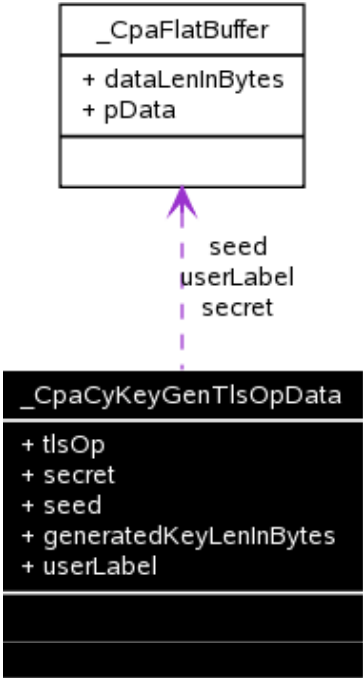 _CpaFlatBuffer
+ dataLenInBytes
+ pData
seed
userLabel
secret
_CpaCyKeyGenTlsOpData
+ tlsOp
+ secret
+ seed
+ generatedKeyLenInBytes
+ userLabel